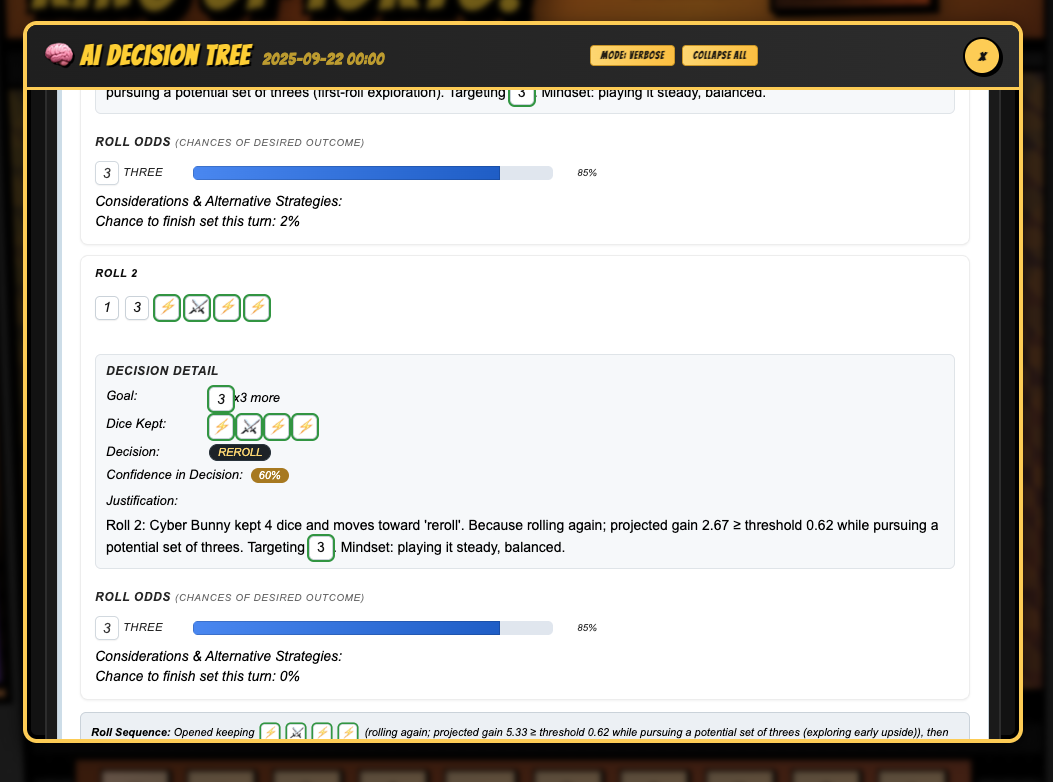 AI DECISION TREE 2025-09-22 00:00
MODE: VERBOSE COLLAPSE ALL X
pursuing a potential set of threes (first-roll exploration). Targeting 3. Mindset: playing it steady, balanced.
ROLL ODDS (CHANCES OF DESIRED OUTCOME)
3 THREE 85%
Considerations & Alternative Strategies:
Chance to finish set this turn: 2%
ROLL 2
1 3
DECISION DETAIL
Goal: 3 x3 more
Dice Kept:
Decision: REROLL
Confidence in Decision: 60%
Justification:
Roll 2: Cyber Bunny kept 4 dice and moves toward 'reroll'. Because rolling again; projected gain 2.67 ≥ threshold 0.62 while pursuing a
potential set of threes. Targeting 3. Mindset: playing it steady, balanced.
ROLL ODDS (CHANCES OF DESIRED OUTCOME)
3 THREE 85%
Considerations & Alternative Strategies:
Chance to finish set this turn: 0%
Roll Sequence: Opened keeping (rolling again; projected gain 5.33 ≥ threshold 0.62 while pursuing a potential set of threes (exploring early upside)), then